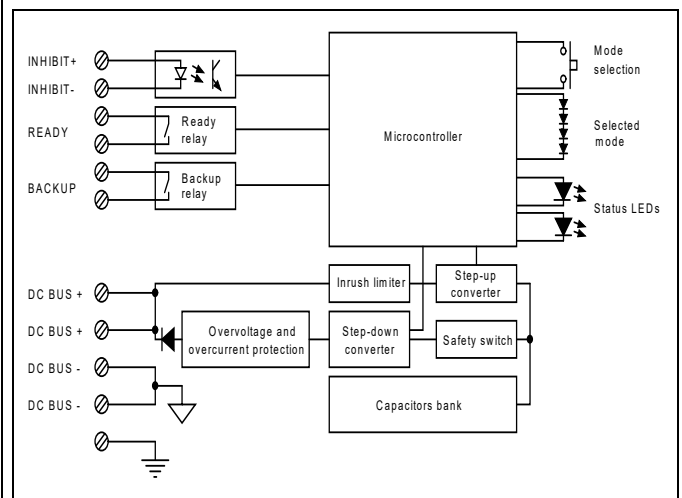 INHIBIT+
INHIBIT-
READY
BACKUP
Ready
relay
Backup
relay
Microcontroller
Mode
selection
Selected
mode
Status LEDs
DC BUS +
DC BUS +
DC BUS -
DC BUS -
Inrush limiter
Step-up
converter
Overvoltage and
overcurrent protection
Step-down
converter
Safety switch
Capacitors bank